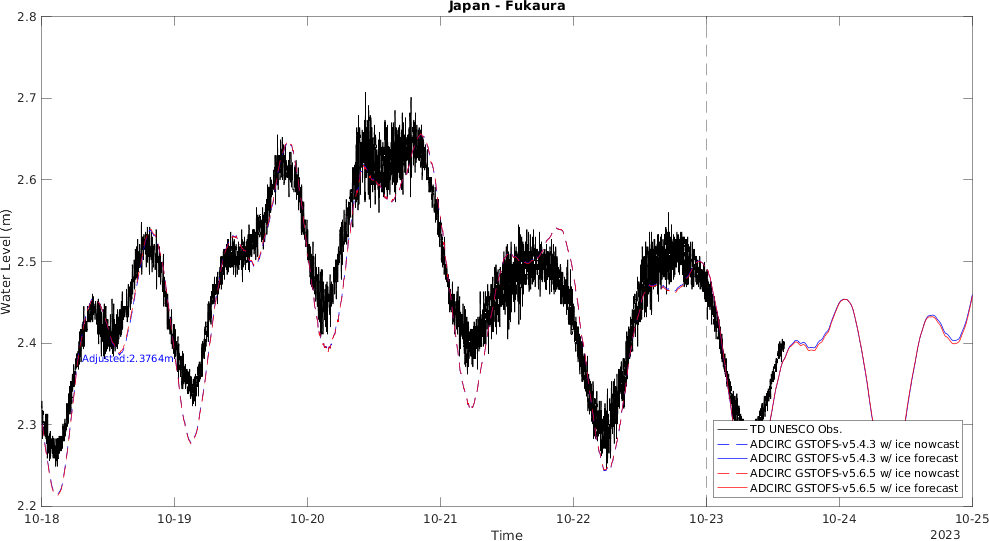 Japan - Fukaura
2.8
2.7
2.6
2.5
2.4
2.3
2.2
Water Level (m)
Adjusted:2.3764m
TD UNESCO Obs.
ADCIRC GSTOFS-v5.4.3 w/ ice nowcast
ADCIRC GSTOFS-v5.4.3 w/ ice forecast
ADCIRC GSTOFS-v5.6.5 w/ ice nowcast
ADCIRC GSTOFS-v5.6.5 w/ ice forecast
10-18 10-19 10-20 10-21 10-22 10-23 10-24 10-25
Time
2023